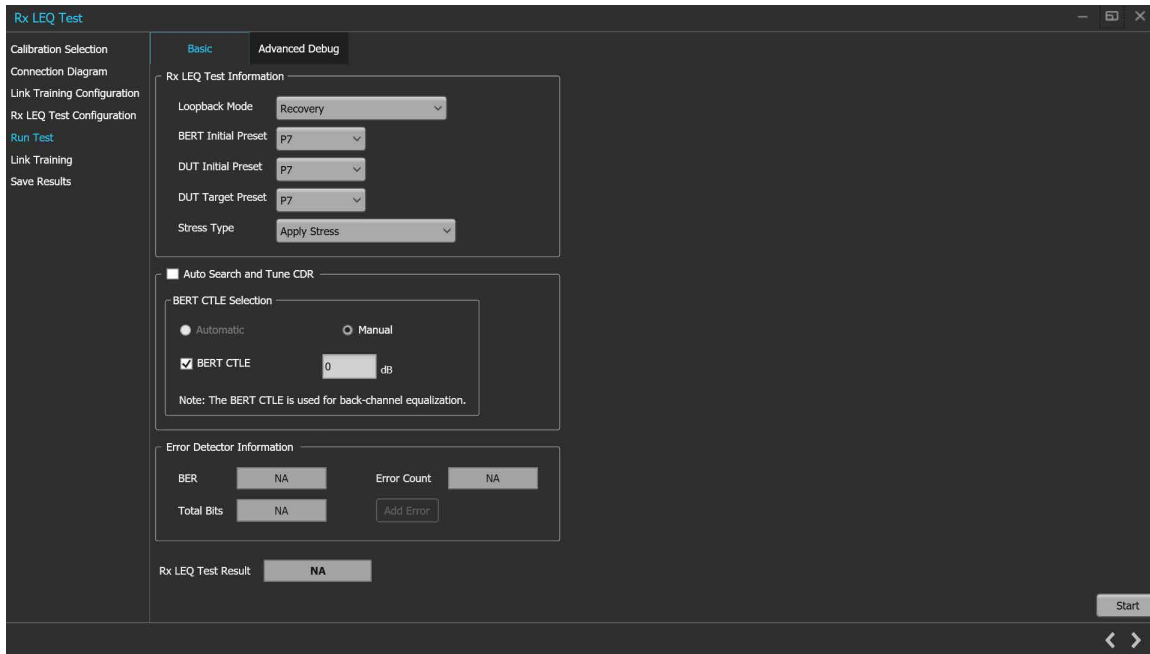 Rx LEQ Test
Calibration Selection
Connection Diagram
Link Training Configuration
Rx LEQ Test Configuration
Run Test
Link Training
Save Results
Basic Advanced Debug
Rx LEQ Test Information
Loopback Mode Recovery
BERT Initial Preset P7
DUT Initial Preset P7
DUT Target Preset P7
Stress Type Apply Stress
Auto Search and Tune CDR
BERT CTLE Selection
Automatic Manual
BERT CTLE 0 dB
Note: The BERT CTLE is used for back-channel equalization.
Error Detector Information
BER NA Error Count NA
Total Bits NA Add Error
Rx LEQ Test Result NA
Start